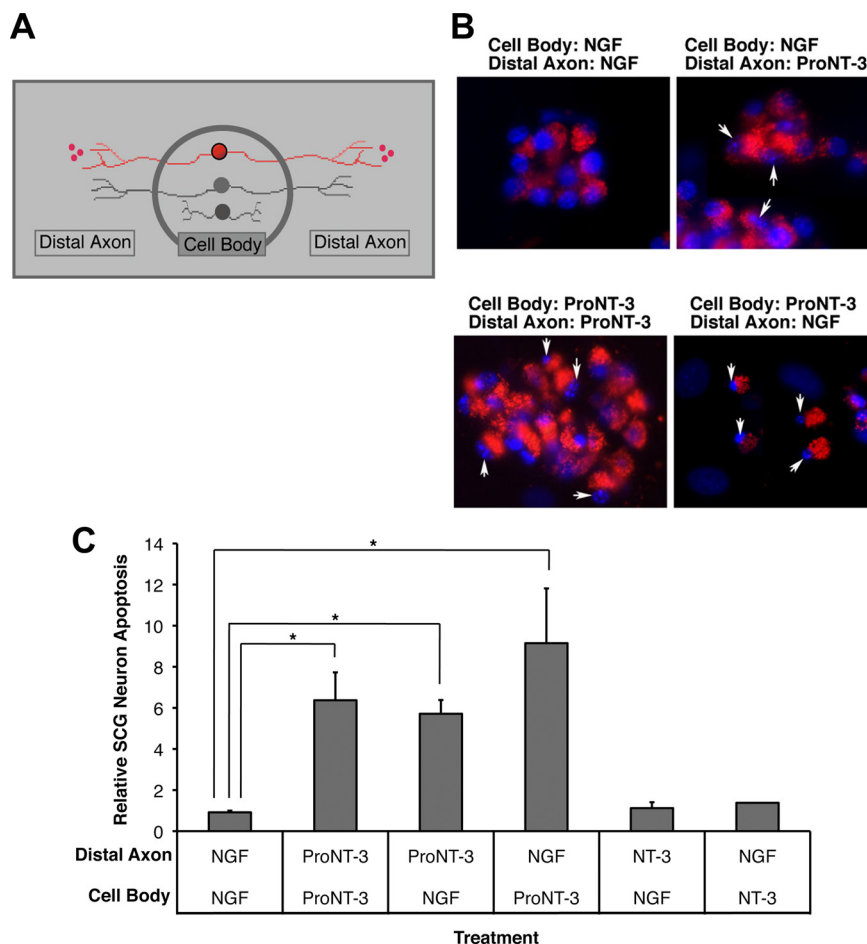 A
Distal Axon
Cell Body
Distal Axon
B
Cell Body: NGF
Distal Axon: NGF
Cell Body: NGF
Distal Axon: ProNT-3
Cell Body: ProNT-3
Distal Axon: ProNT-3
Cell Body: ProNT-3
Distal Axon: NGF
C
Relative SCG Neuron Apoptosis
14
12
10
8
6
4
2
0
*
*
*
Distal Axon NGF ProNT-3 ProNT-3 NGF NT-3 NGF
Cell Body NGF ProNT-3 NGF ProNT-3 NGF NT-3
Treatment